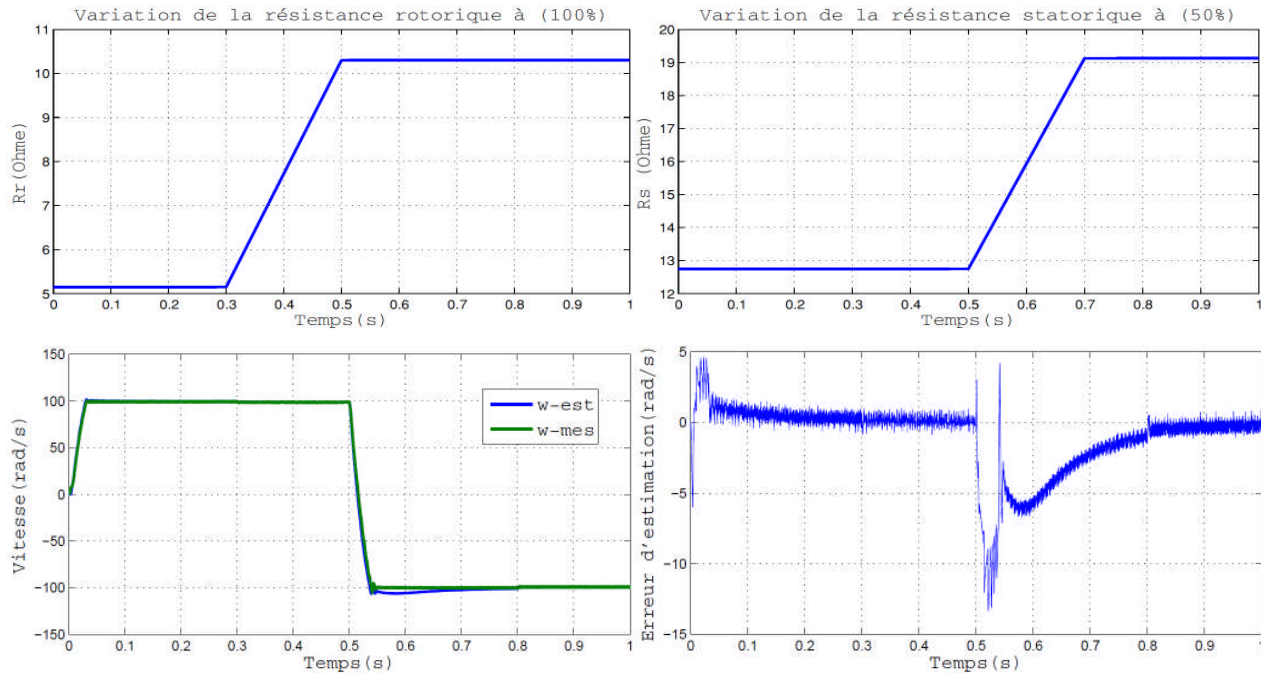 Variation de la résistance rotorique à (100%)
11
10
9
8
7
6
5
Rr(Ohme)
0 0.1 0.2 0.3 0.4 0.5 0.6 0.7 0.8 0.9 1
Temps(s)
Variation de la résistance statorique à (50%)
20
19
18
17
16
15
14
13
12
Rs (Ohme)
0 0.1 0.2 0.3 0.4 0.5 0.6 0.7 0.8 0.9 1
Temps(s)
150
100
50
0
-50
-100
-150
Vitesse(rad/s)
w-est
w-mes
0 0.1 0.2 0.3 0.4 0.5 0.6 0.7 0.8 0.9 1
Temps(s)
5
0
-5
-10
-15
Erreur d'estimation(rad/s)
0 0.1 0.2 0.3 0.4 0.5 0.6 0.7 0.8 0.9 1
Temps(s)